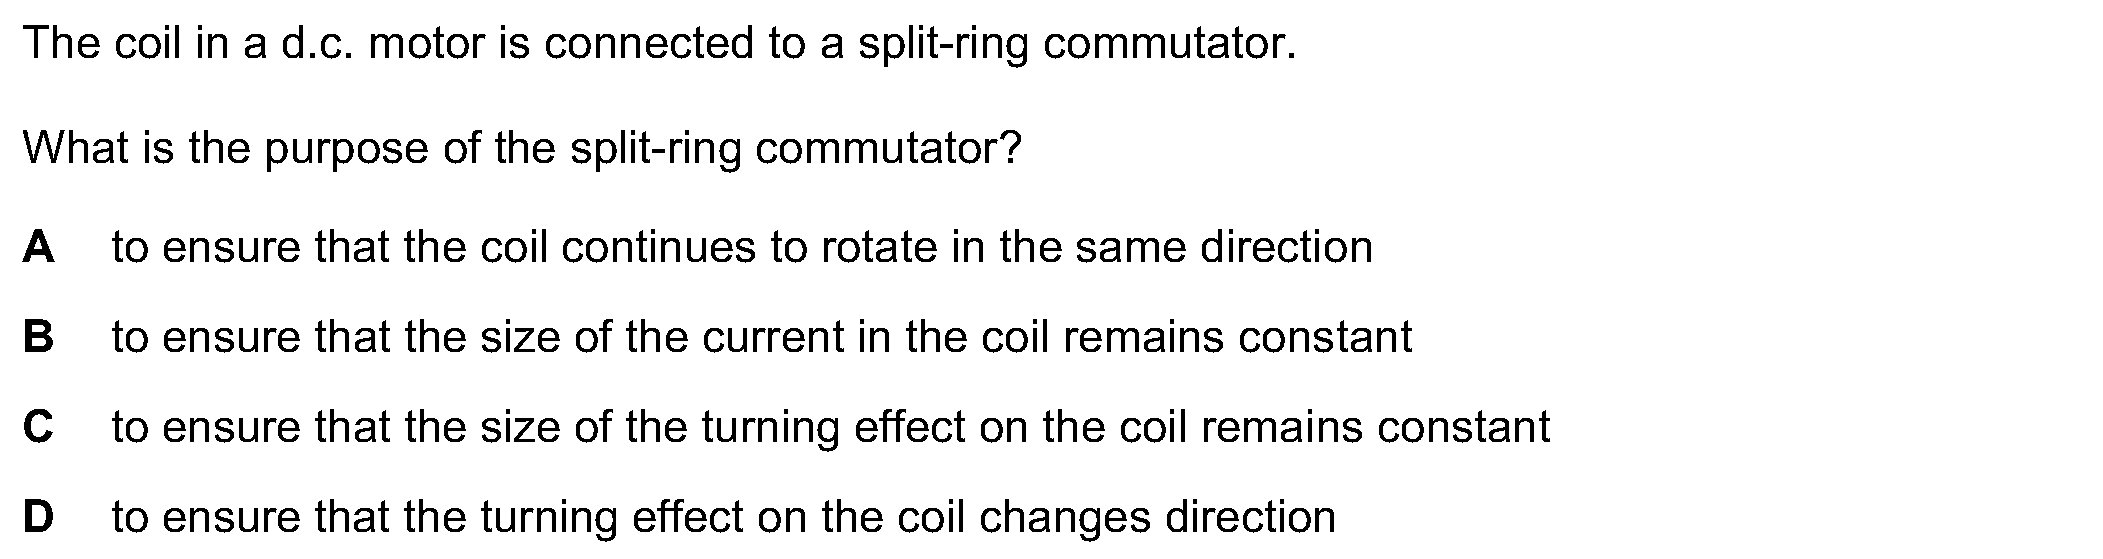 The coil in a d.c. motor is connected to a split-ring commutator.
What is the purpose of the split-ring commutator?
A to ensure that the coil continues to rotate in the same direction
B to ensure that the size of the current in the coil remains constant
C to ensure that the size of the turning effect on the coil remains constant
D to ensure that the turning effect on the coil changes direction